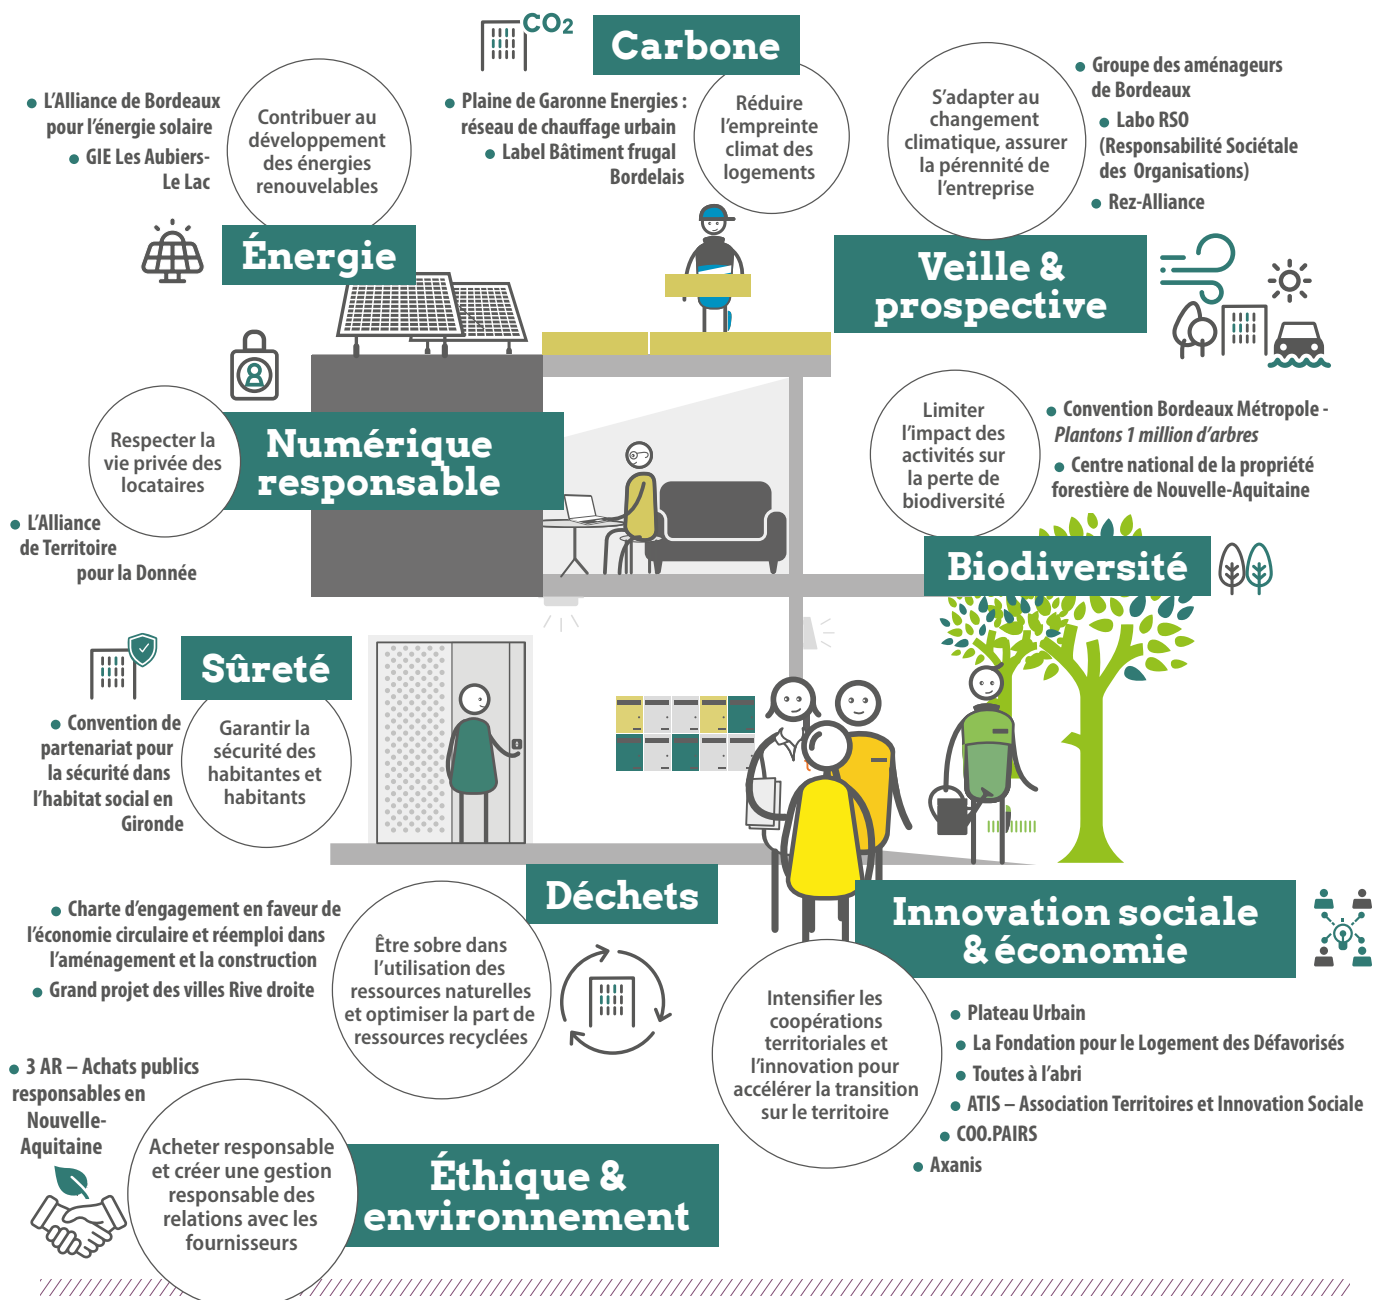 CO2
Carbone
Plaine de Garonne Energies :
réseau de chauffage urbain
Label Bâtiment frugal
Bordelais
Réduire
l'empreinte
climat des
logements
L'Alliance de Bordeaux
pour l'énergie solaire
GIE Les Aubiers-
Le Lac
Contribuer au
développement
des énergies
renouvelables
Énergie
S'adapter au
changement
climatique, assurer
la pérennité de
l'entreprise
Groupe des aménageurs
de Bordeaux
Labo RSO
(Responsabilité Sociétale
des Organisations)
Rez-Alliance
Veille &
prospective
Respecter la
vie privée des
locataires
Numérique
responsable
L'Alliance
de Territoire
pour la Donnée
Limiter
l'impact des
activités sur
la perte de
biodiversité
Convention Bordeaux Métropole -
Plantons 1 million d'arbres
Centre national de la propriété
forestière de Nouvelle-Aquitaine
Biodiversité
Sûreté
Convention de
partenariat pour
la sécurité dans
l'habitat social en
Gironde
Garantir la
sécurité des
habitantes et
habitants
Déchets
Charte d'engagement en faveur de
l'économie circulaire et réemploi dans
l'aménagement et la construction
Grand projet des villes Rive droite
Être sobre dans
l'utilisation des
ressources naturelles
et optimiser la part de
ressources recyclées
Innovation sociale
& économie
Intensifier les
coopérations
territoriales et
l'innovation pour
accélérer la transition
sur le territoire
Plateau Urbain
La Fondation pour le Logement des Défavorisés
Toutes à l'abri
ATIS – Association Territoires et Innovation Sociale
COO.PAIRS
Axanis
3 AR – Achats publics
responsables en
Nouvelle-
Aquitaine
Acheter responsable
et créer une gestion
responsable des
relations avec les
fournisseurs
Éthique &
environnement